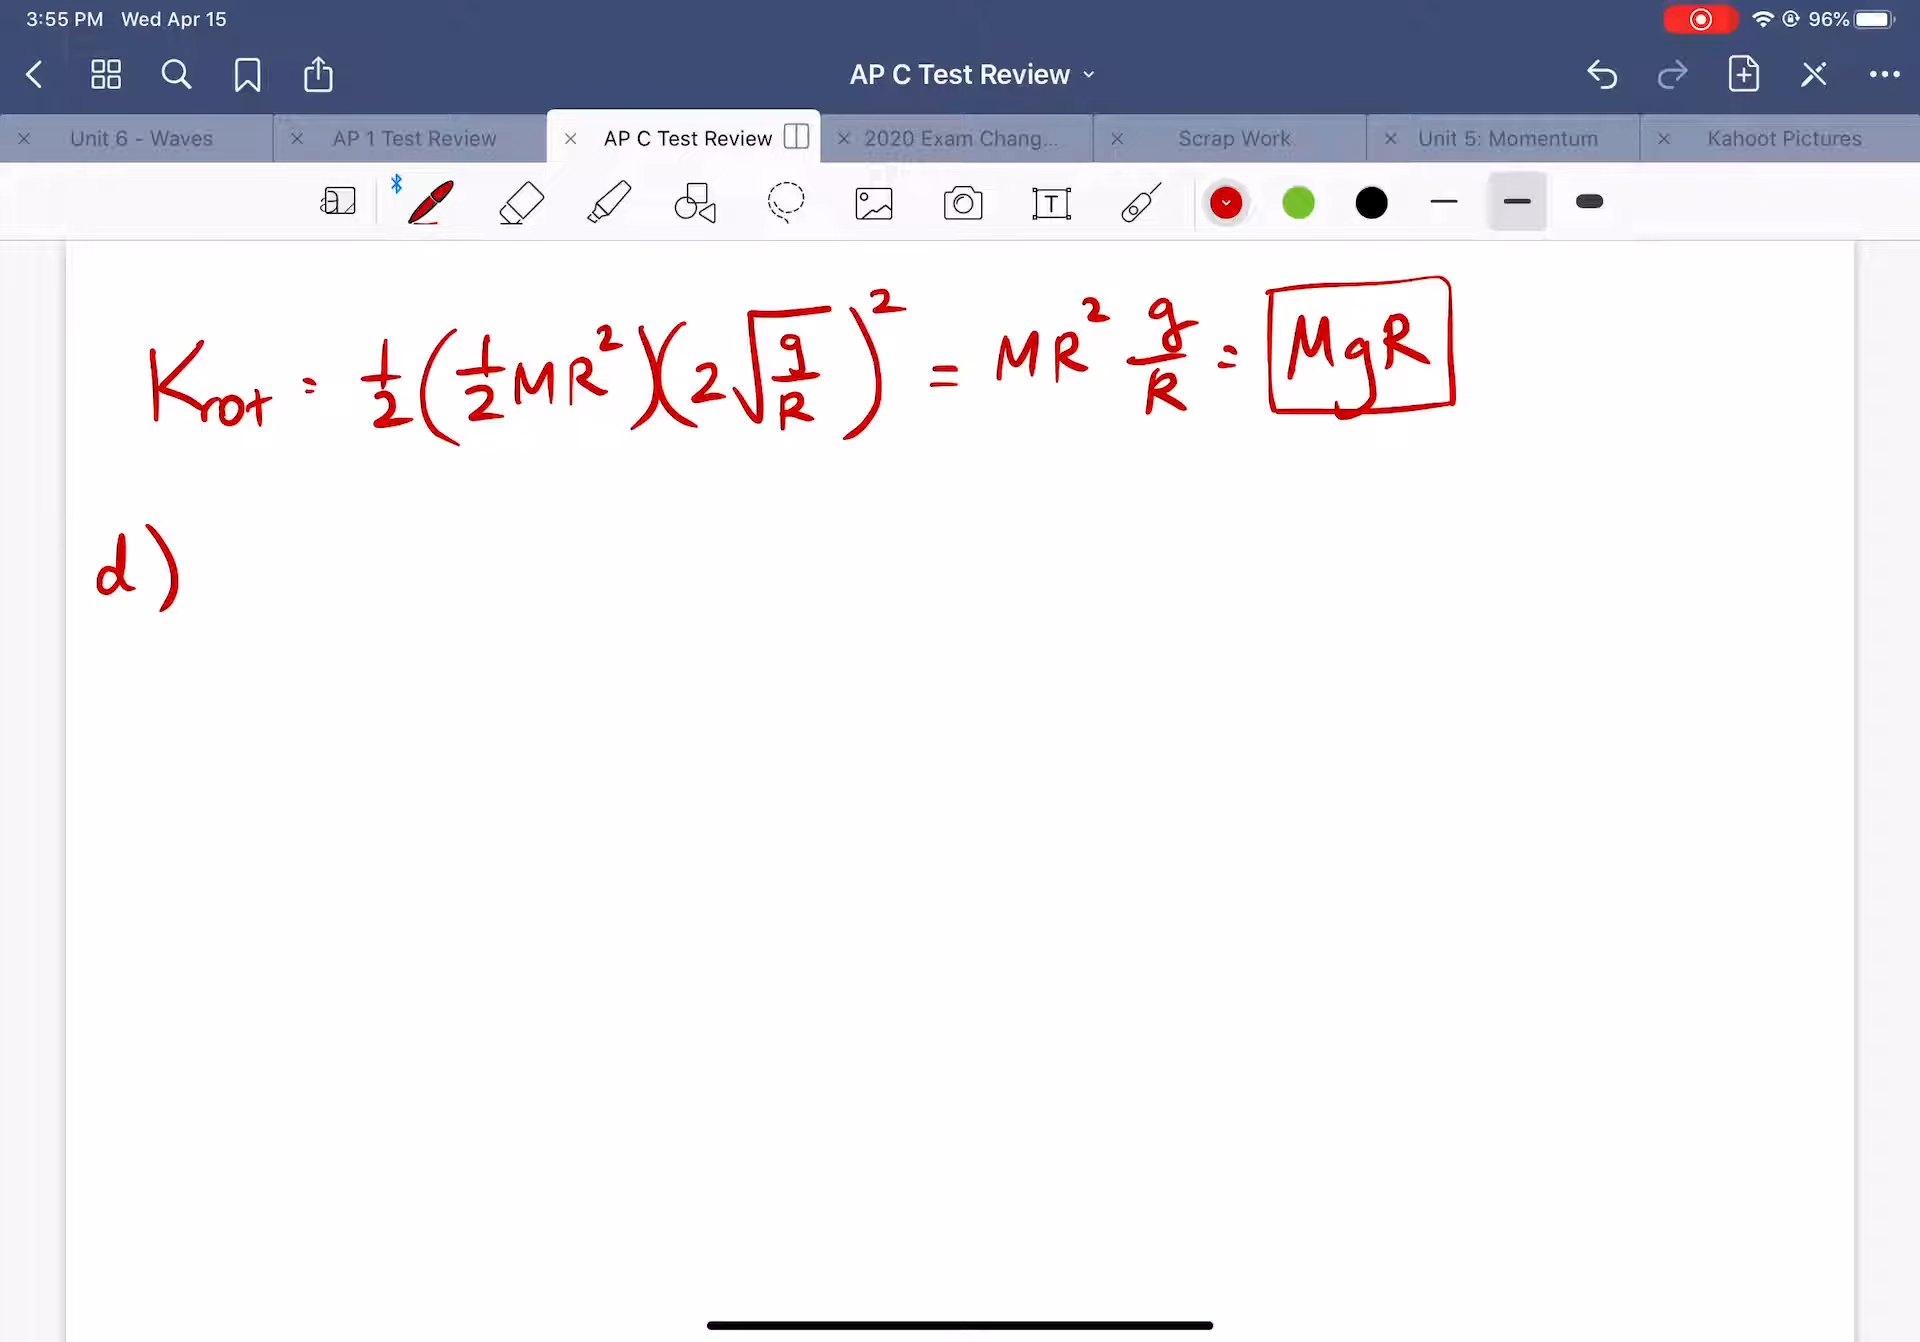 3:55 PM Wed Apr 15 96%
AP C Test Review
Unit 6 - Waves AP 1 Test Review AP C Test Review 2020 Exam Chang... Scrap Work Unit 5: Momentum Kahoot Pictures
K_rot = 1/2 (1/2 MR²)(2√(g/R))² = MR² g/R = MgR
d)